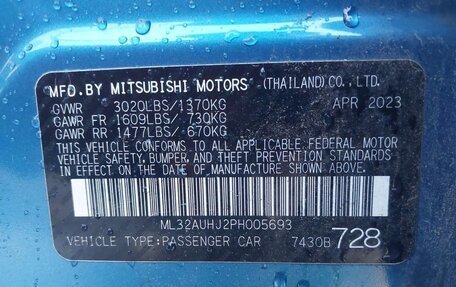 MFD. BY MITSUBISHI MOTORS (THAILAND) CO., LTD.
GVWR 3020LBS/1370KG APR 2023
GAWR FR 1609LBS/ 730KG
GAWR RR 1477LBS/ 670KG
THIS VEHICLE CONFORMS TO ALL APPLICABLE FEDERAL MOTOR
VEHICLE SAFETY, BUMPER, AND THEFT PREVENTION STANDARDS
IN EFFECT ON THE DATE OF MANUFACTURE SHOWN ABOVE.
ML32AUHJ2PH005693
VEHICLE TYPE:PASSENGER CAR 7430B 728